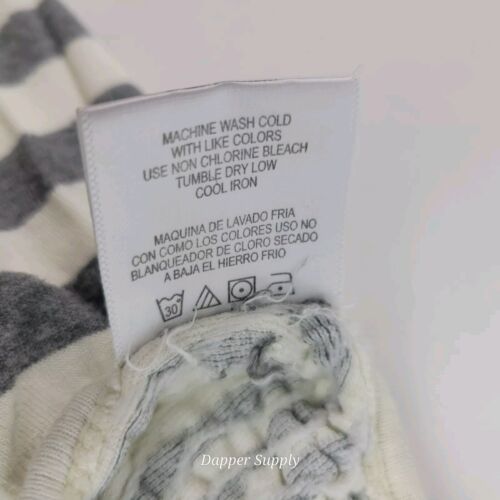 MACHINE WASH COLD
WITH LIKE COLORS
USE NON CHLORINE BLEACH
TUMBLE DRY LOW
COOL IRON
MAQUINA DE LAVADO FRIA
CON COMO LOS COLORES USO NO
BLANQUEADOR DE CLORO SECADO
A BAJA EL HIERRO FRIO
30
Dapper Supply